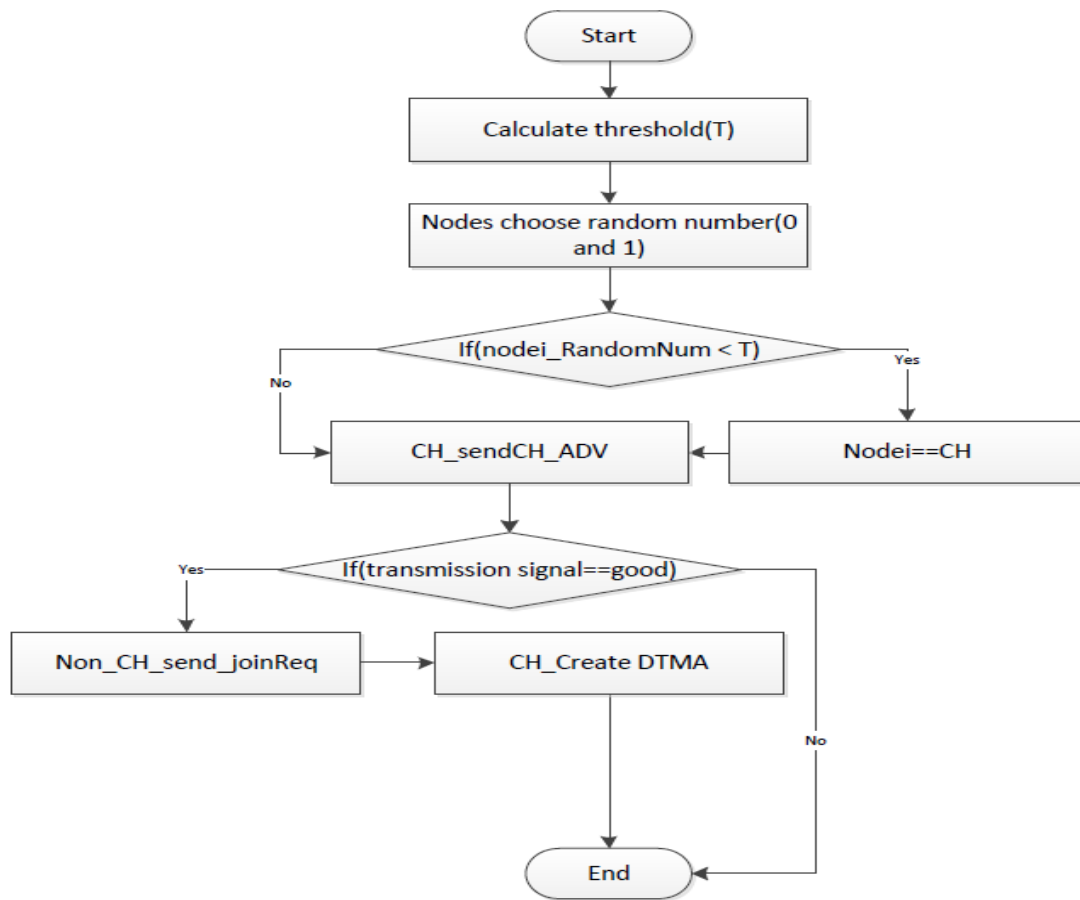 Start
Calculate threshold(T)
Nodes choose random number(0
and 1)
If(nodei_RandomNum < T)
Yes
No
CH_sendCH_ADV
Nodei==CH
If(transmission signal==good)
Yes
Non_CH_send_joinReq
CH_Create DTMA
No
End